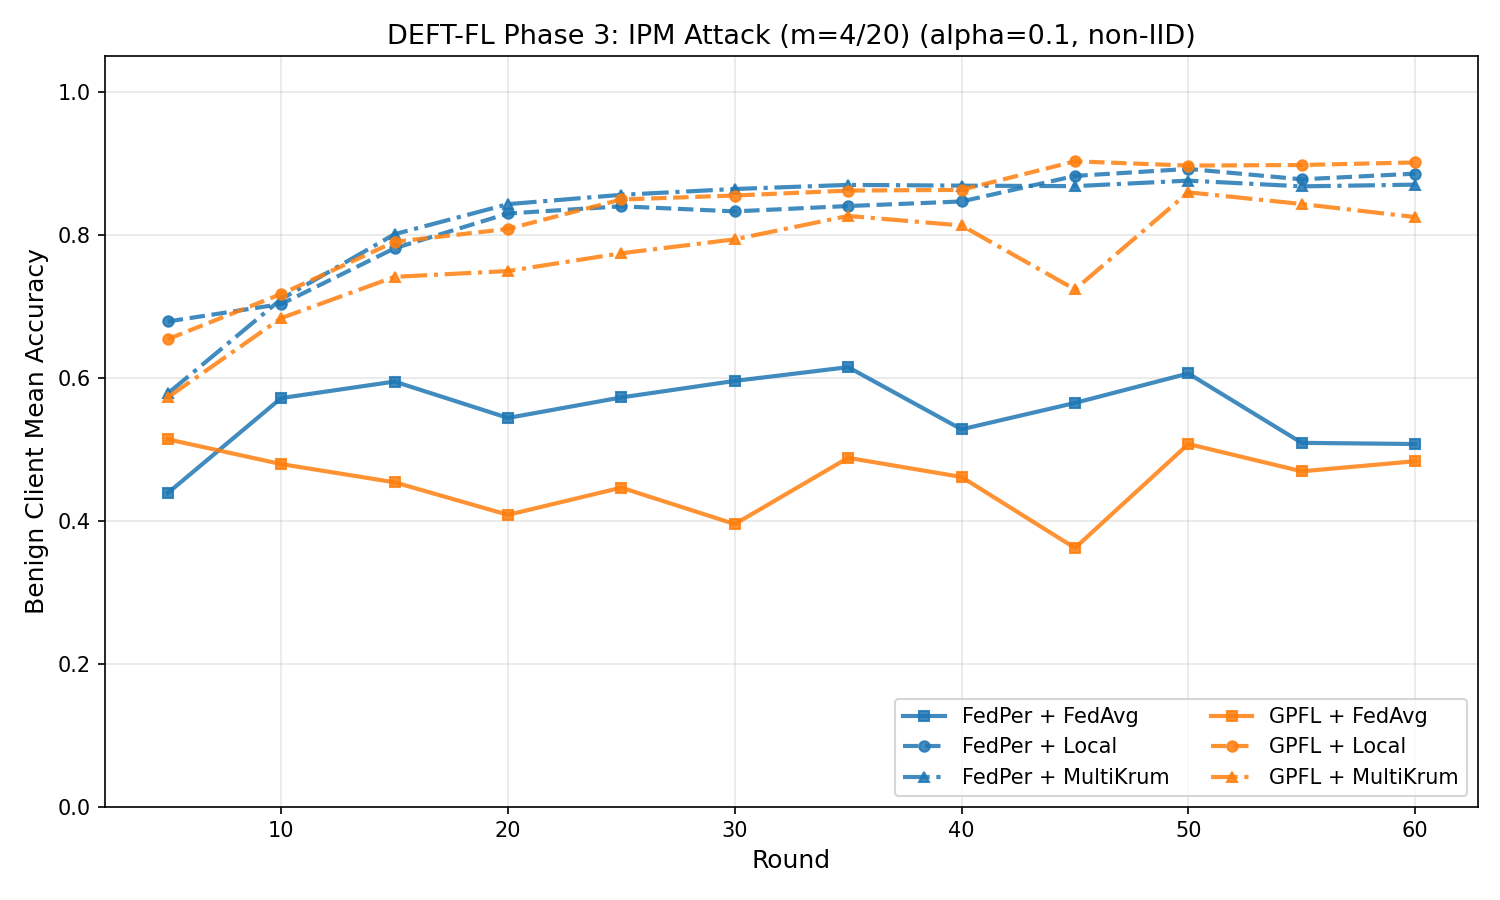 DEFT-FL Phase 3: IPM Attack (m=4/20) (alpha=0.1, non-IID)
Benign Client Mean Accuracy
1.0
0.8
0.6
0.4
0.2
0.0
FedPer + FedAvg
FedPer + Local
FedPer + MultiKrum
GPFL + FedAvg
GPFL + Local
GPFL + MultiKrum
10 20 30 40 50 60
Round